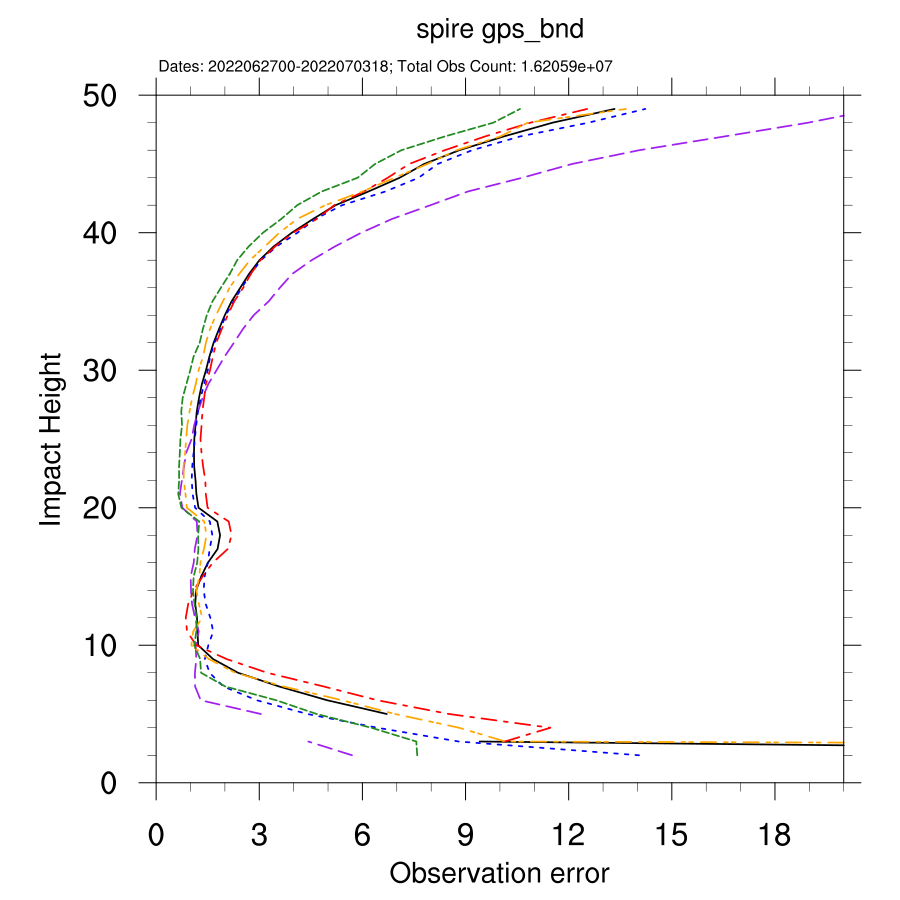 spire gps_bnd
Dates: 2022062700-2022070318; Total Obs Count: 1.62059e+07
50
40
30
20
10
0
Impact Height
0 3 6 9 12 15 18
Observation error